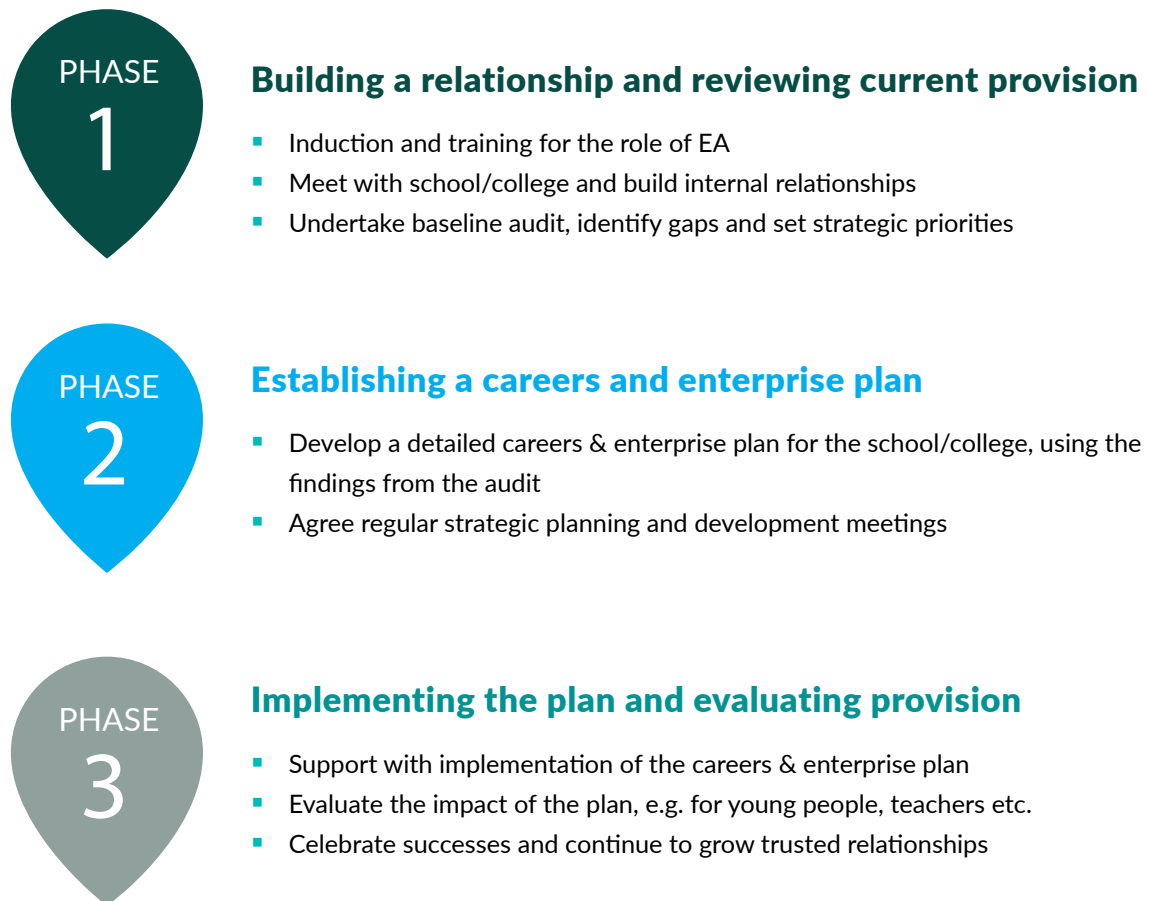 PHASE
1
Building a relationship and reviewing current provision
▪ Induction and training for the role of EA
▪ Meet with school/college and build internal relationships
▪ Undertake baseline audit, identify gaps and set strategic priorities
PHASE
2
Establishing a careers and enterprise plan
▪ Develop a detailed careers & enterprise plan for the school/college, using the
findings from the audit
▪ Agree regular strategic planning and development meetings
PHASE
3
Implementing the plan and evaluating provision
▪ Support with implementation of the careers & enterprise plan
▪ Evaluate the impact of the plan, e.g. for young people, teachers etc.
▪ Celebrate successes and continue to grow trusted relationships